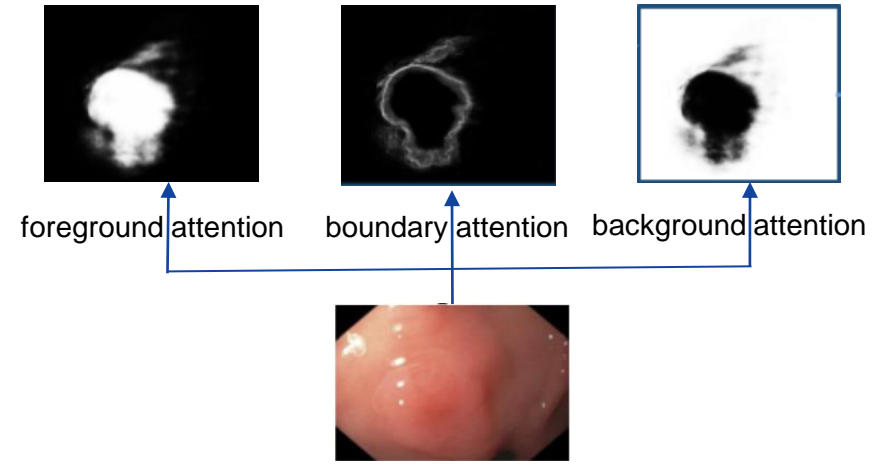 foreground attention
boundary attention
background attention